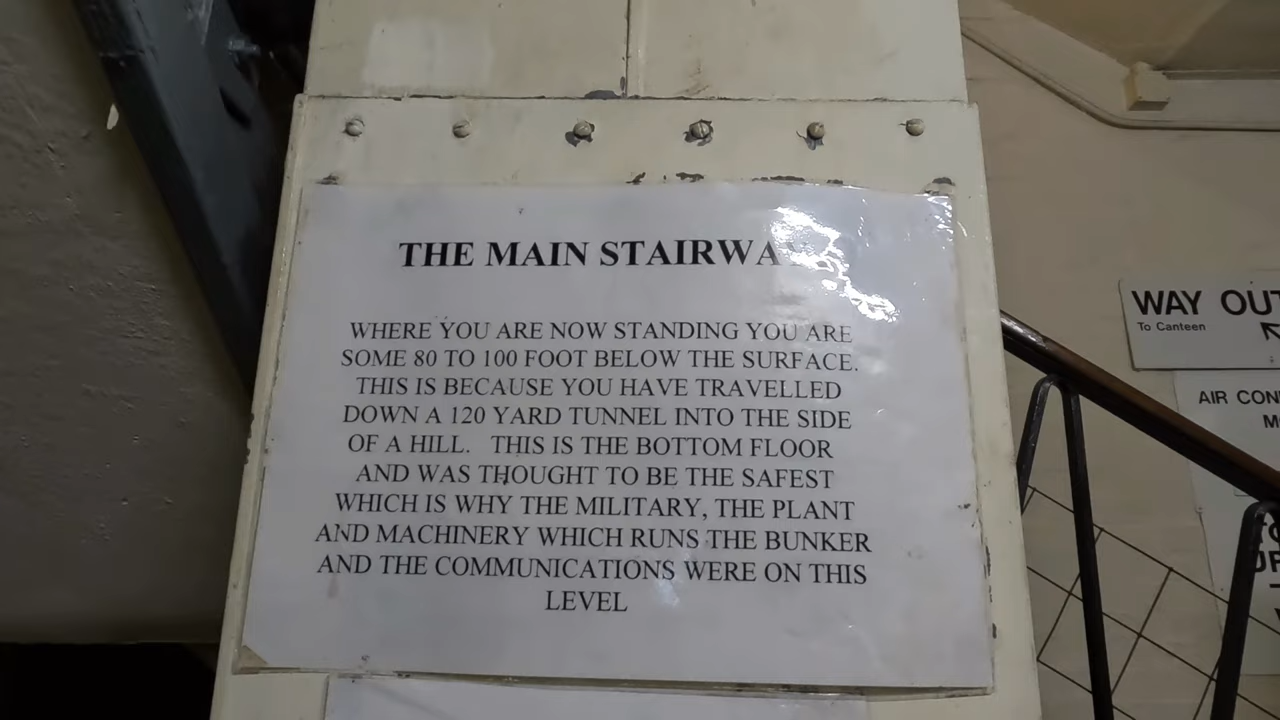 THE MAIN STAIRWAY
WHERE YOU ARE NOW STANDING YOU ARE
SOME 80 TO 100 FOOT BELOW THE SURFACE.
THIS IS BECAUSE YOU HAVE TRAVELLED
DOWN A 120 YARD TUNNEL INTO THE SIDE
OF A HILL.   THIS IS THE BOTTOM FLOOR
AND WAS THOUGHT TO BE THE SAFEST
WHICH IS WHY THE MILITARY, THE PLANT
AND MACHINERY WHICH RUNS THE BUNKER
AND THE COMMUNICATIONS WERE ON THIS
LEVEL
WAY OUT
To Canteen
AIR